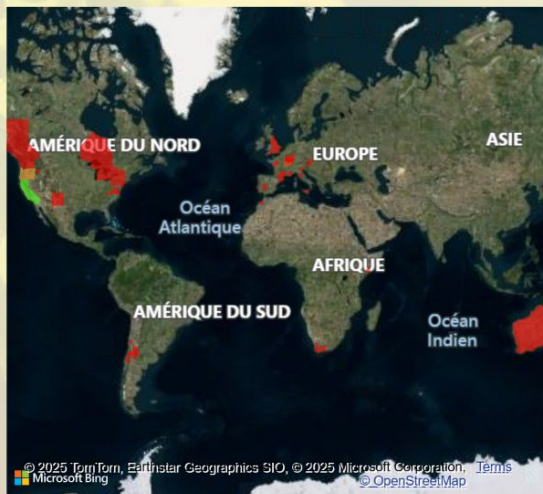 AMÉRIQUE DU NORD
EUROPE
ASIE
Océan
Atlantique
AFRIQUE
AMÉRIQUE DU SUD
Océan
Indien
© 2025 TomTom, Earthstar Geographics SIO, © 2025 Microsoft Corporation, Terms
Microsoft Bing
© OpenStreetMap